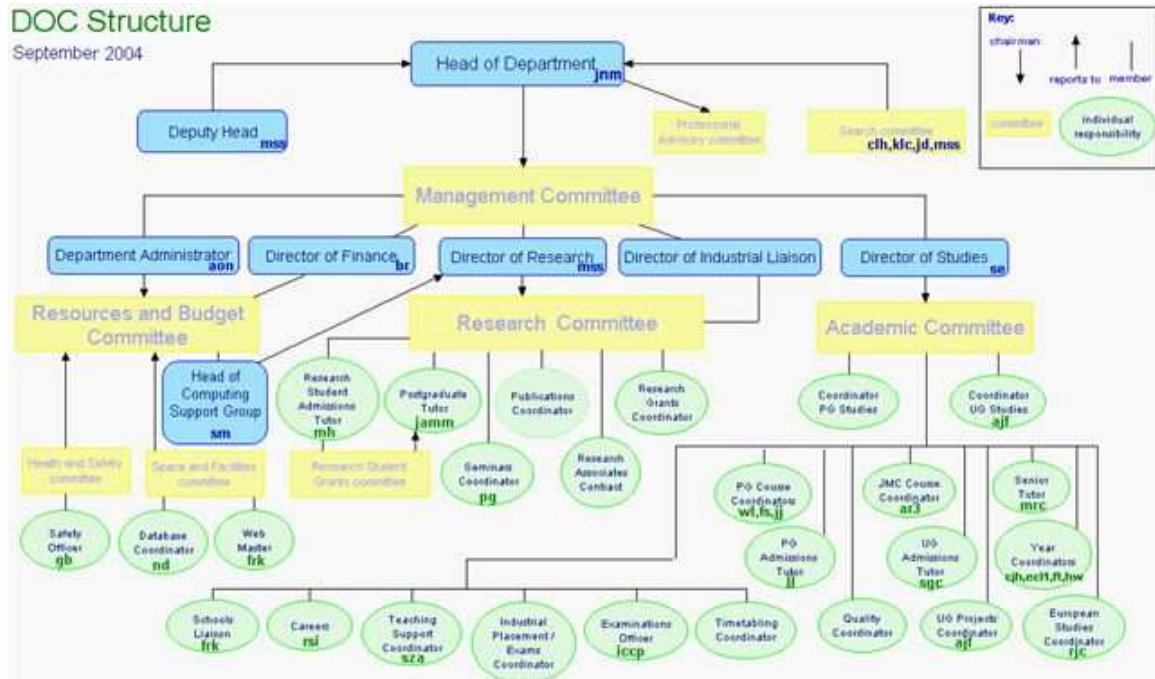 DOC Structure
September 2004
Key:
chairman
reports to
member
committee
individual
responsibility
Head of Department
jnm
Deputy Head
mss
Professional
Advisory committee
Search committee
clh,klc,jd,mss
Management Committee
Department Administrator
aon
Director of Finance
br
Director of Research
mss
Director of Industrial Liaison
Director of Studies
se
Resources and Budget
Committee
Research Committee
Academic Committee
Head of
Computing
Support Group
sm
Research
Student
Admissions
Tutor
mh
Postgraduate
Tutor
jamm
Publications
Coordinator
Research
Grants
Coordinator
Coordinator
PG Studies
Coordinator
UG Studies
ajf
Health and Safety
committee
Space and Facilities
committee
Research Student
Grants committee
Seminars
Coordinator
pg
Research
Associates
Contrast
PG Course
Coordinators
wl,fs,jj
JMC Course
Coordinator
ar3
Senior
Tutor
mrc
Safety
Officer
gb
Database
Coordinator
nd
Web
Master
frk
PG
Admissions
Tutor
jj
UG
Admissions
Tutor
sgc
Year
Coordinators
Schools
Liaison
frk
Careers
rsi
Teaching
Support
Coordinator
sza
Industrial
Placement /
Exams
Coordinator
Examinations
Officer
iccp
Timetabling
Coordinator
Quality
Coordinator
UG Projects
Coordinator
ajf
European
Studies
Coordinator
rjc